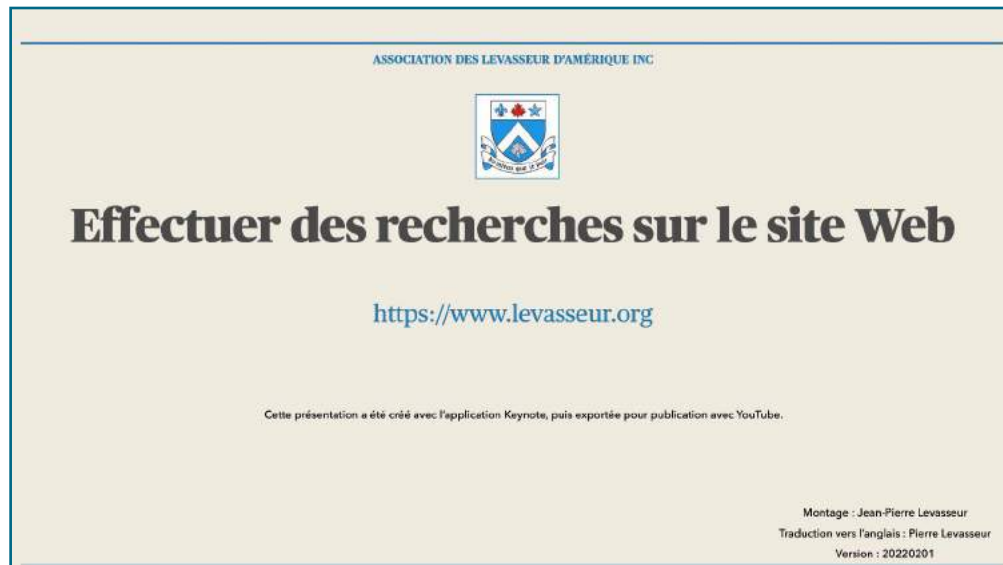 ASSOCIATION DES LEVASSEUR D'AMÉRIQUE INC
Effectuer des recherches sur le site Web
https://www.levasseur.org
Cette présentation a été créé avec l'application Keynote, puis exportée pour publication avec YouTube.
Montage : Jean-Pierre Levasseur
Traduction vers l'anglais : Pierre Levasseur
Version : 20220201